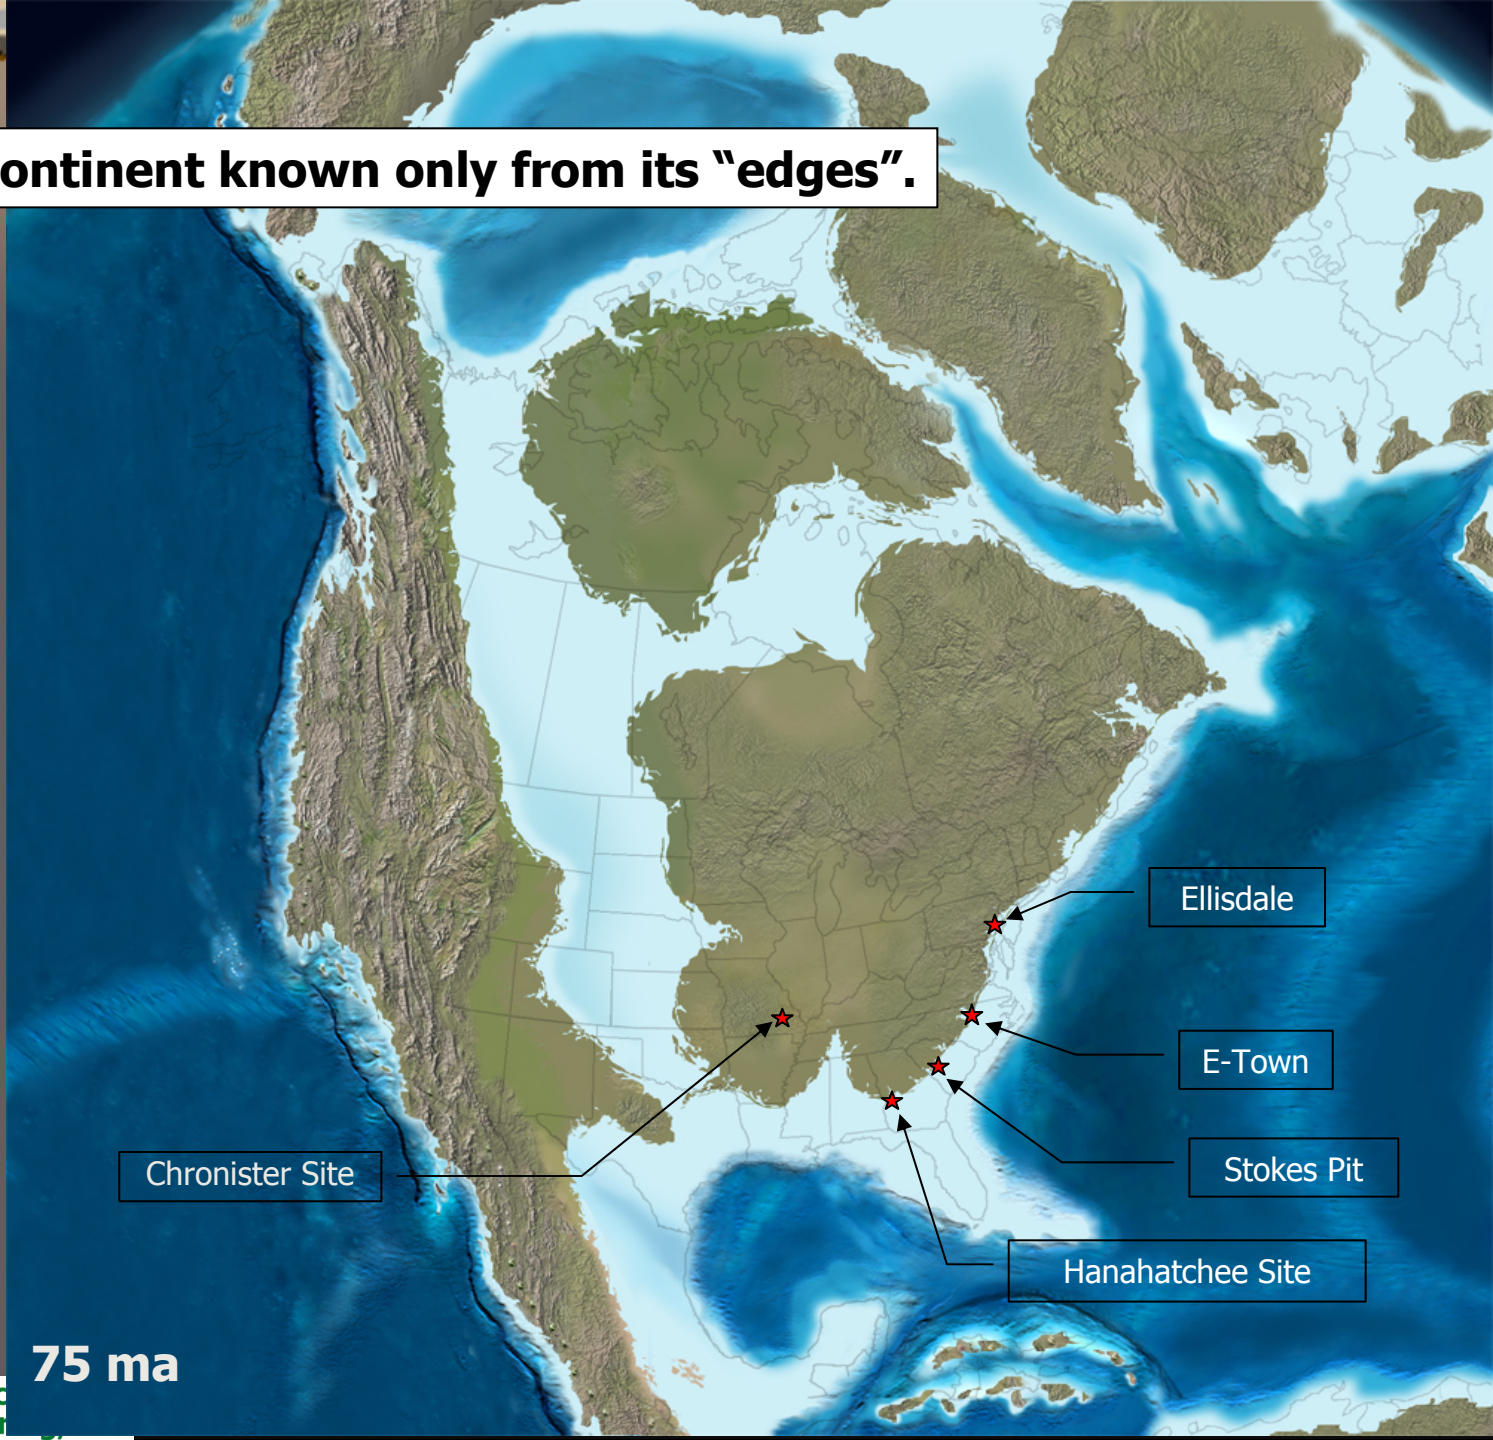 ontinent known only from its “edges”.
Ellisdale
E-Town
Chronister Site
Stokes Pit
Hanahatchee Site
75 ma